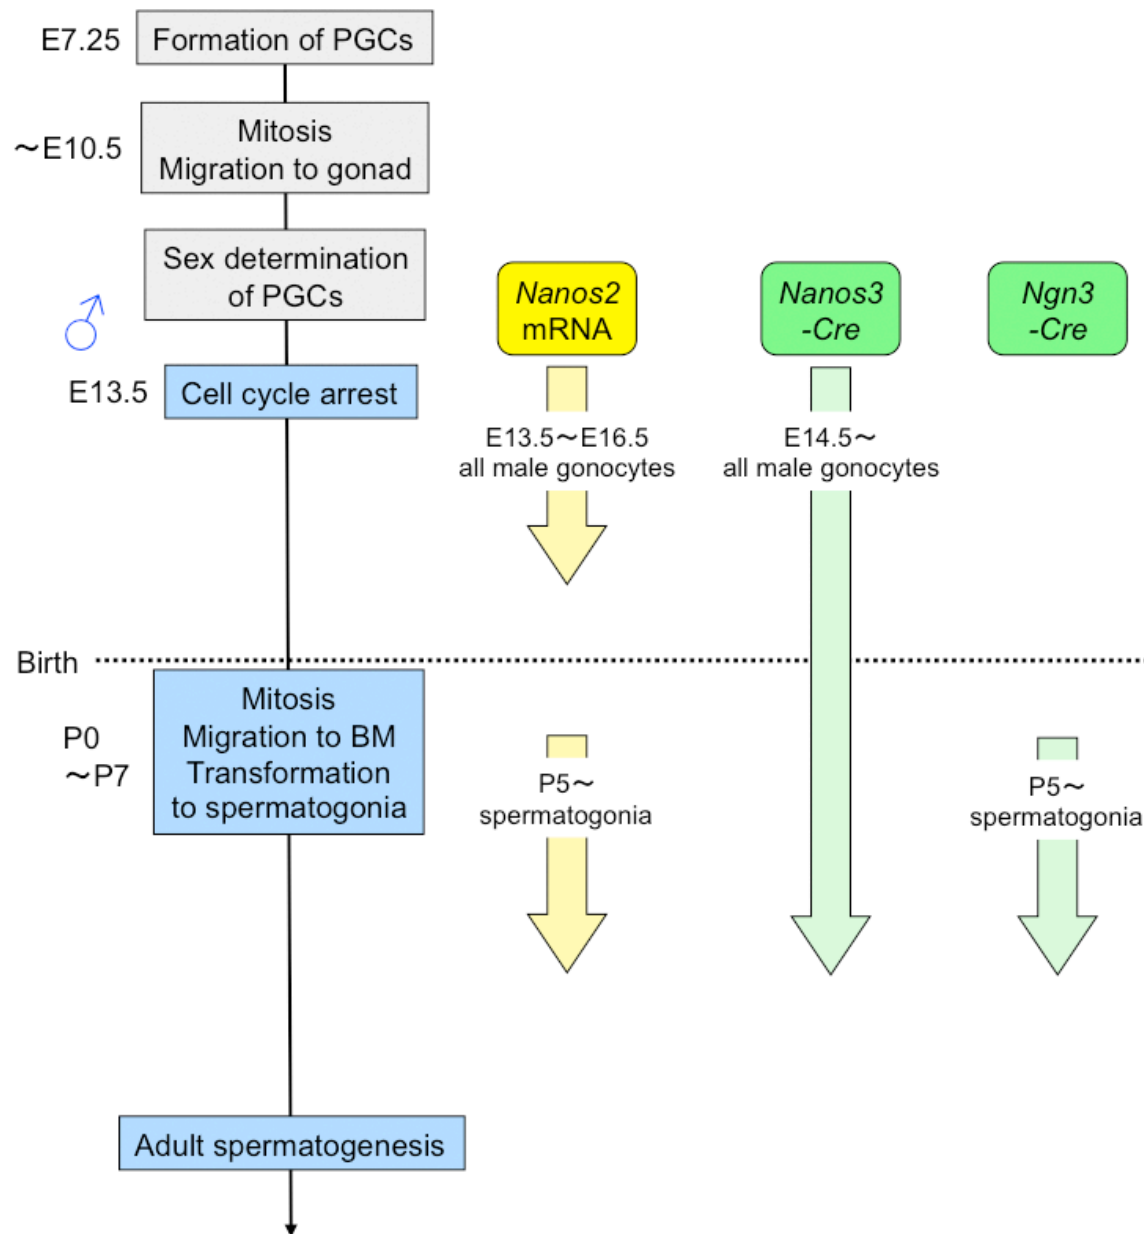 E7.25
Formation of PGCs
～E10.5
Mitosis
Migration to gonad
Sex determination
of PGCs
♂
E13.5
Cell cycle arrest
Nanos2
mRNA
Nanos3
-Cre
Ngn3
-Cre
E13.5～E16.5
all male gonocytes
E14.5～
all male gonocytes
Birth
P0
～P7
Mitosis
Migration to BM
Transformation
to spermatogonia
P5～
spermatogonia
P5～
spermatogonia
Adult spermatogenesis